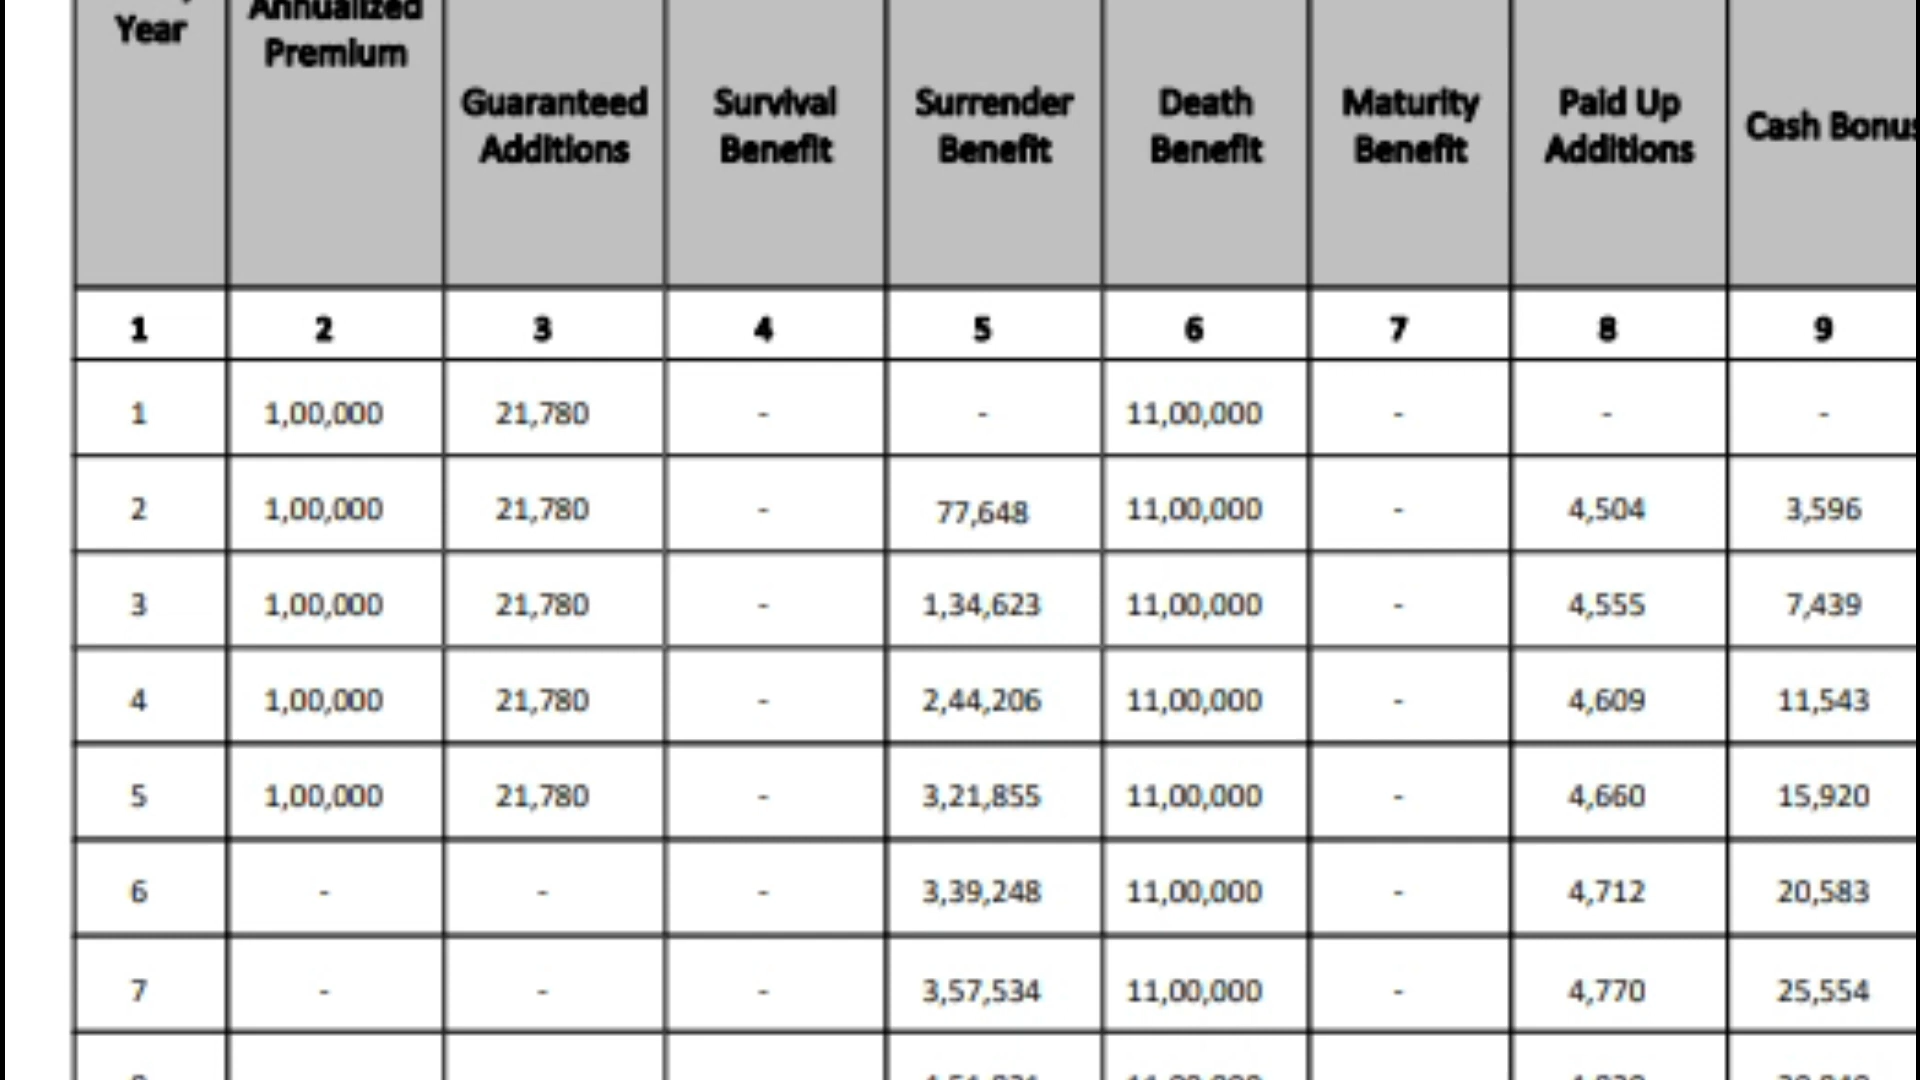 Year
Annualized
Premium
Guaranteed
Additions
Survival
Benefit
Surrender
Benefit
Death
Benefit
Maturity
Benefit
Paid Up
Additions
Cash Bonus
1 2 3 4 5 6 7 8 9
1 1,00,000 21,780 - - 11,00,000 - - -
2 1,00,000 21,780 - 77,648 11,00,000 - 4,504 3,596
3 1,00,000 21,780 - 1,34,623 11,00,000 - 4,555 7,439
4 1,00,000 21,780 - 2,44,206 11,00,000 - 4,609 11,543
5 1,00,000 21,780 - 3,21,855 11,00,000 - 4,660 15,920
6 - - - 3,39,248 11,00,000 - 4,712 20,583
7 - - - 3,57,534 11,00,000 - 4,770 25,554